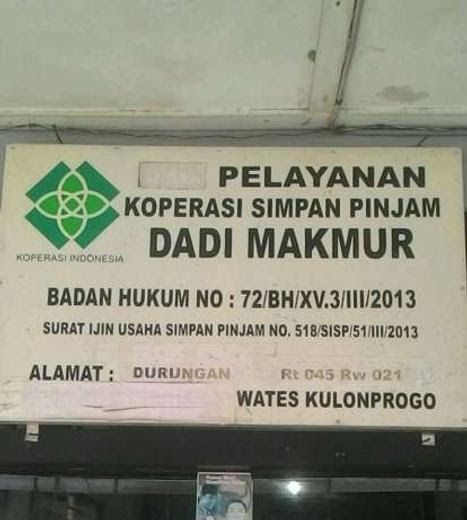 PELAYANAN
KOPERASI SIMPAN PINJAM
DADI MAKMUR
KOPERASI INDONESIA
BADAN HUKUM NO : 72/BH/XV.3/III/2013
SURAT IJIN USAHA SIMPAN PINJAM NO. 518/SISP/51/III/2013
ALAMAT : DURUNGAN Rt 045 Rw 021
WATES KULONPROGO